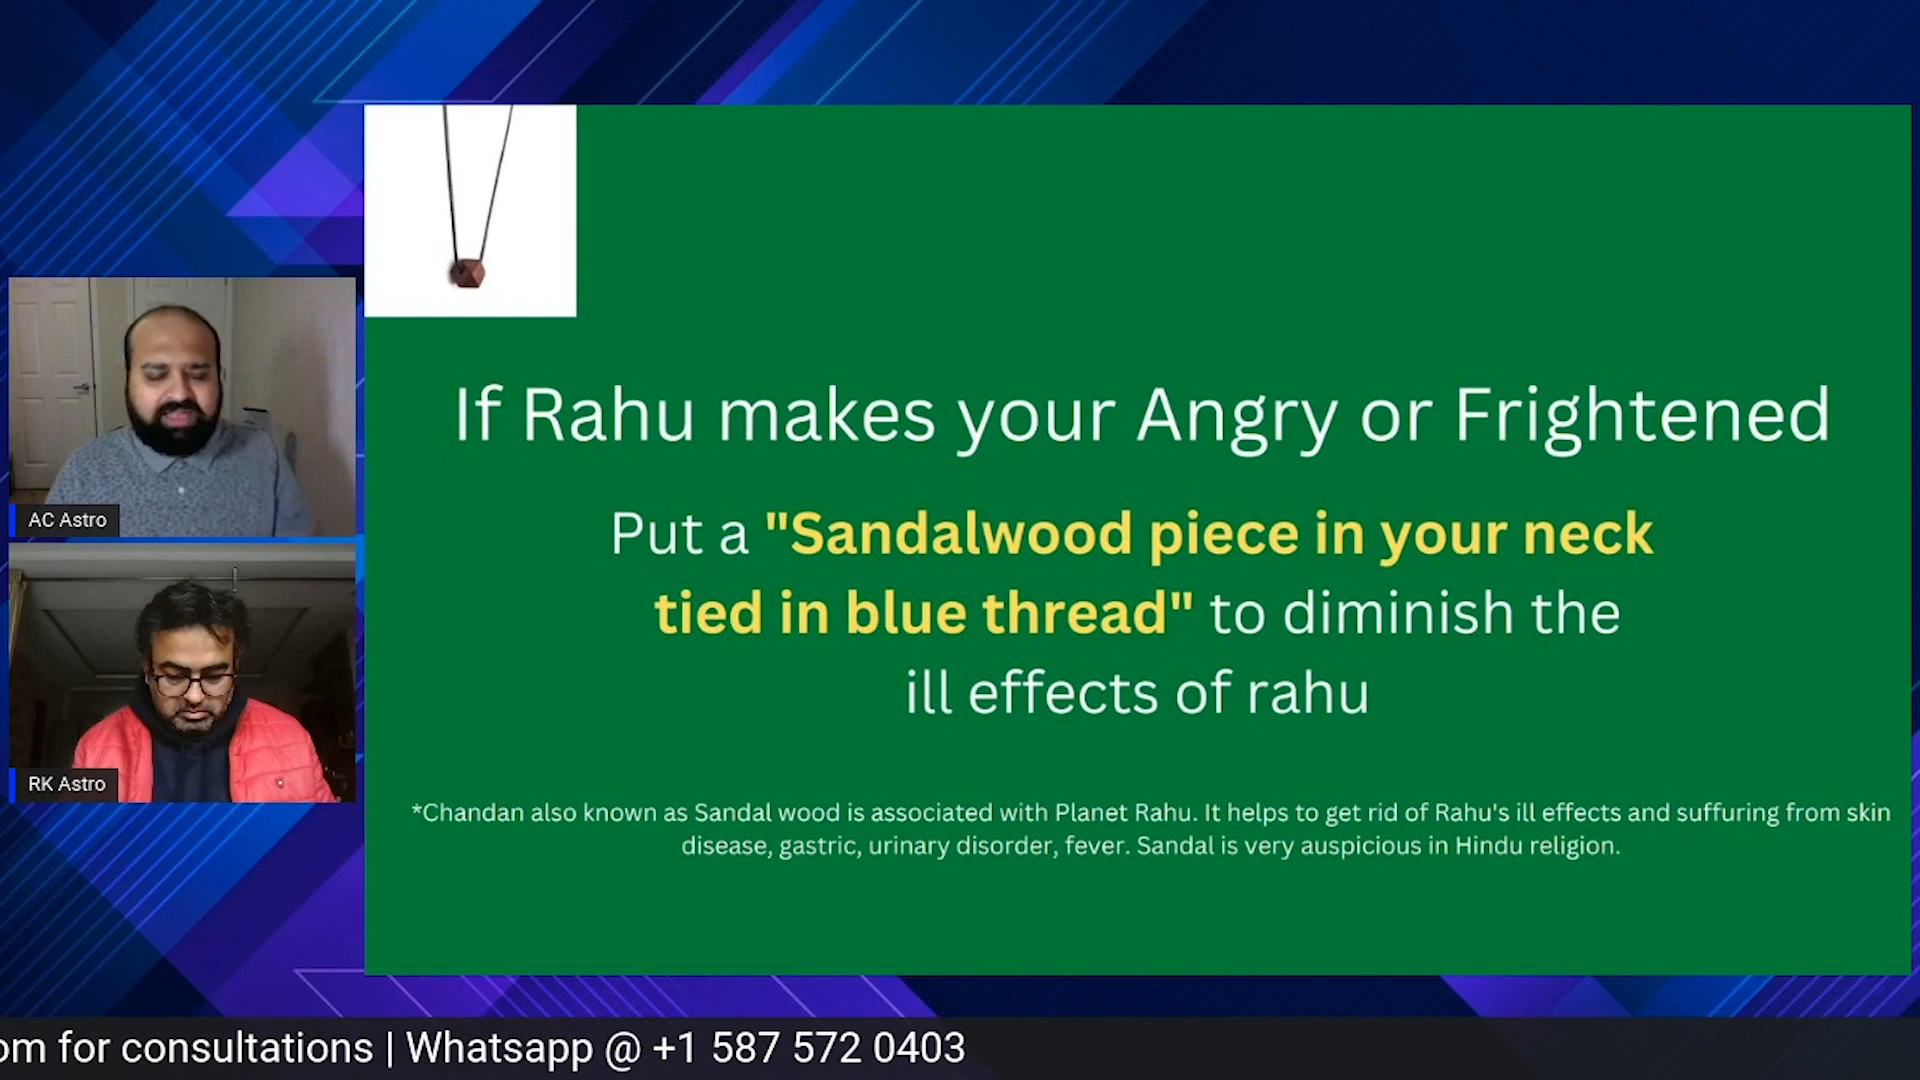 If Rahu makes your Angry or Frightened
Put a "Sandalwood piece in your neck
tied in blue thread" to diminish the
ill effects of rahu
*Chandan also known as Sandal wood is associated with Planet Rahu. It helps to get rid of Rahu's ill effects and suffuring from skin
disease, gastric, urinary disorder, fever. Sandal is very auspicious in Hindu religion.
AC Astro
RK Astro
om for consultations | Whatsapp @ +1 587 572 0403